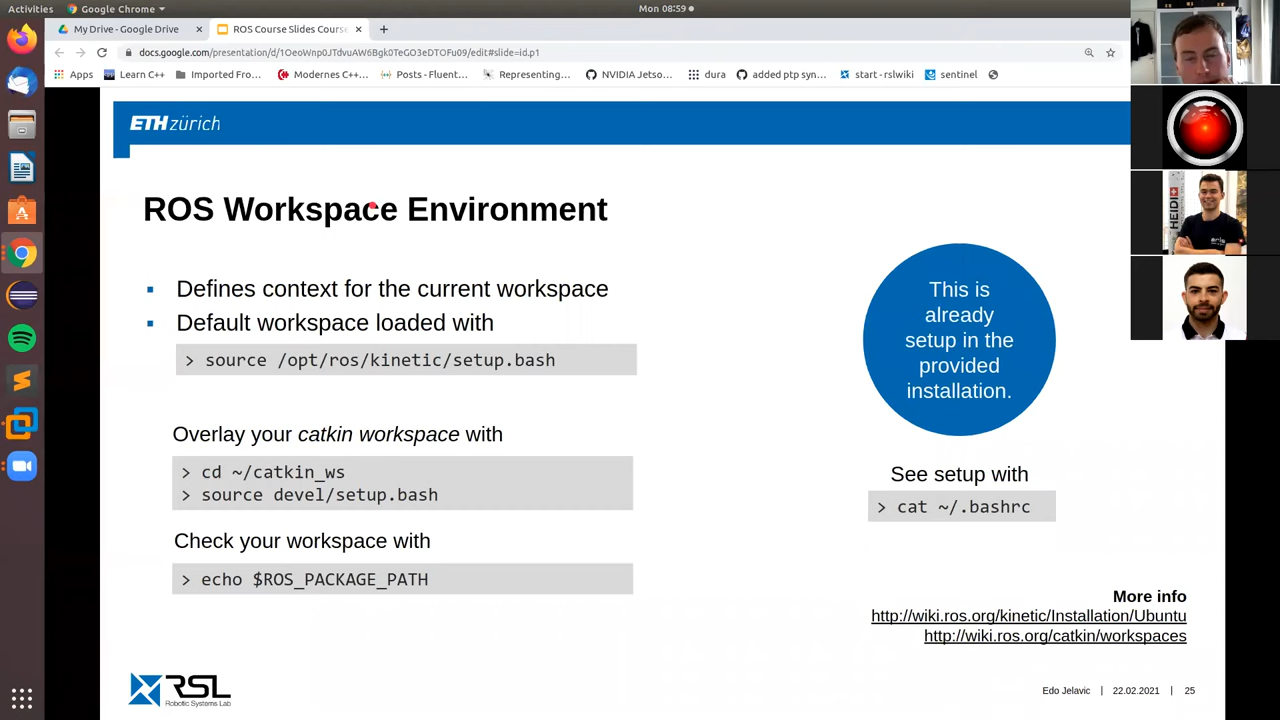 Activities
Google Chrome
Mon 08:59
My Drive - Google Drive
ROS Course Slides Course
docs.google.com/presentation/d/1OeoWnp0JTdvuAW6Bgk0TeGO3eDTOFu09/edit#slide=id.p1
Apps
Learn C++
Imported Fro...
Modernes C++...
Posts - Fluent...
Representing...
NVIDIA Jetso...
dura
added ptp syn...
start - rslwiki
sentinel
ETH zürich
ROS Workspace Environment
Defines context for the current workspace
Default workspace loaded with
> source /opt/ros/kinetic/setup.bash
Overlay your catkin workspace with
> cd ~/catkin_ws
> source devel/setup.bash
Check your workspace with
> echo $ROS_PACKAGE_PATH
This is
already
setup in the
provided
installation.
See setup with
> cat ~/.bashrc
More info
http://wiki.ros.org/kinetic/Installation/Ubuntu
http://wiki.ros.org/catkin/workspaces
RSL
Robotic Systems Lab
Edo Jelavic | 22.02.2021 | 25
HEIDI